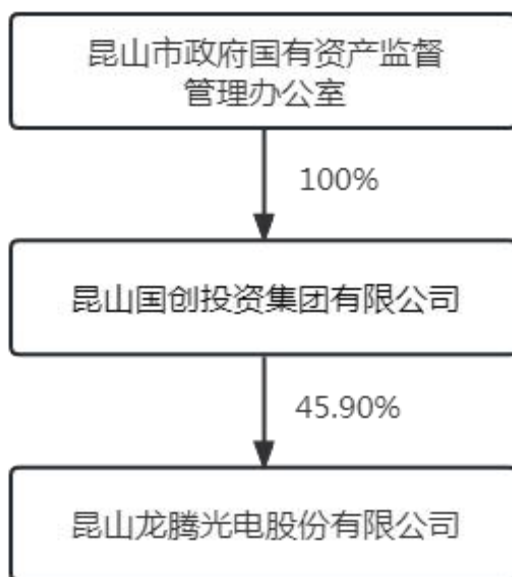 昆山市政府国有资产监督
管理办公室
100%
昆山国创投资集团有限公司
45.90%
昆山龙腾光电股份有限公司